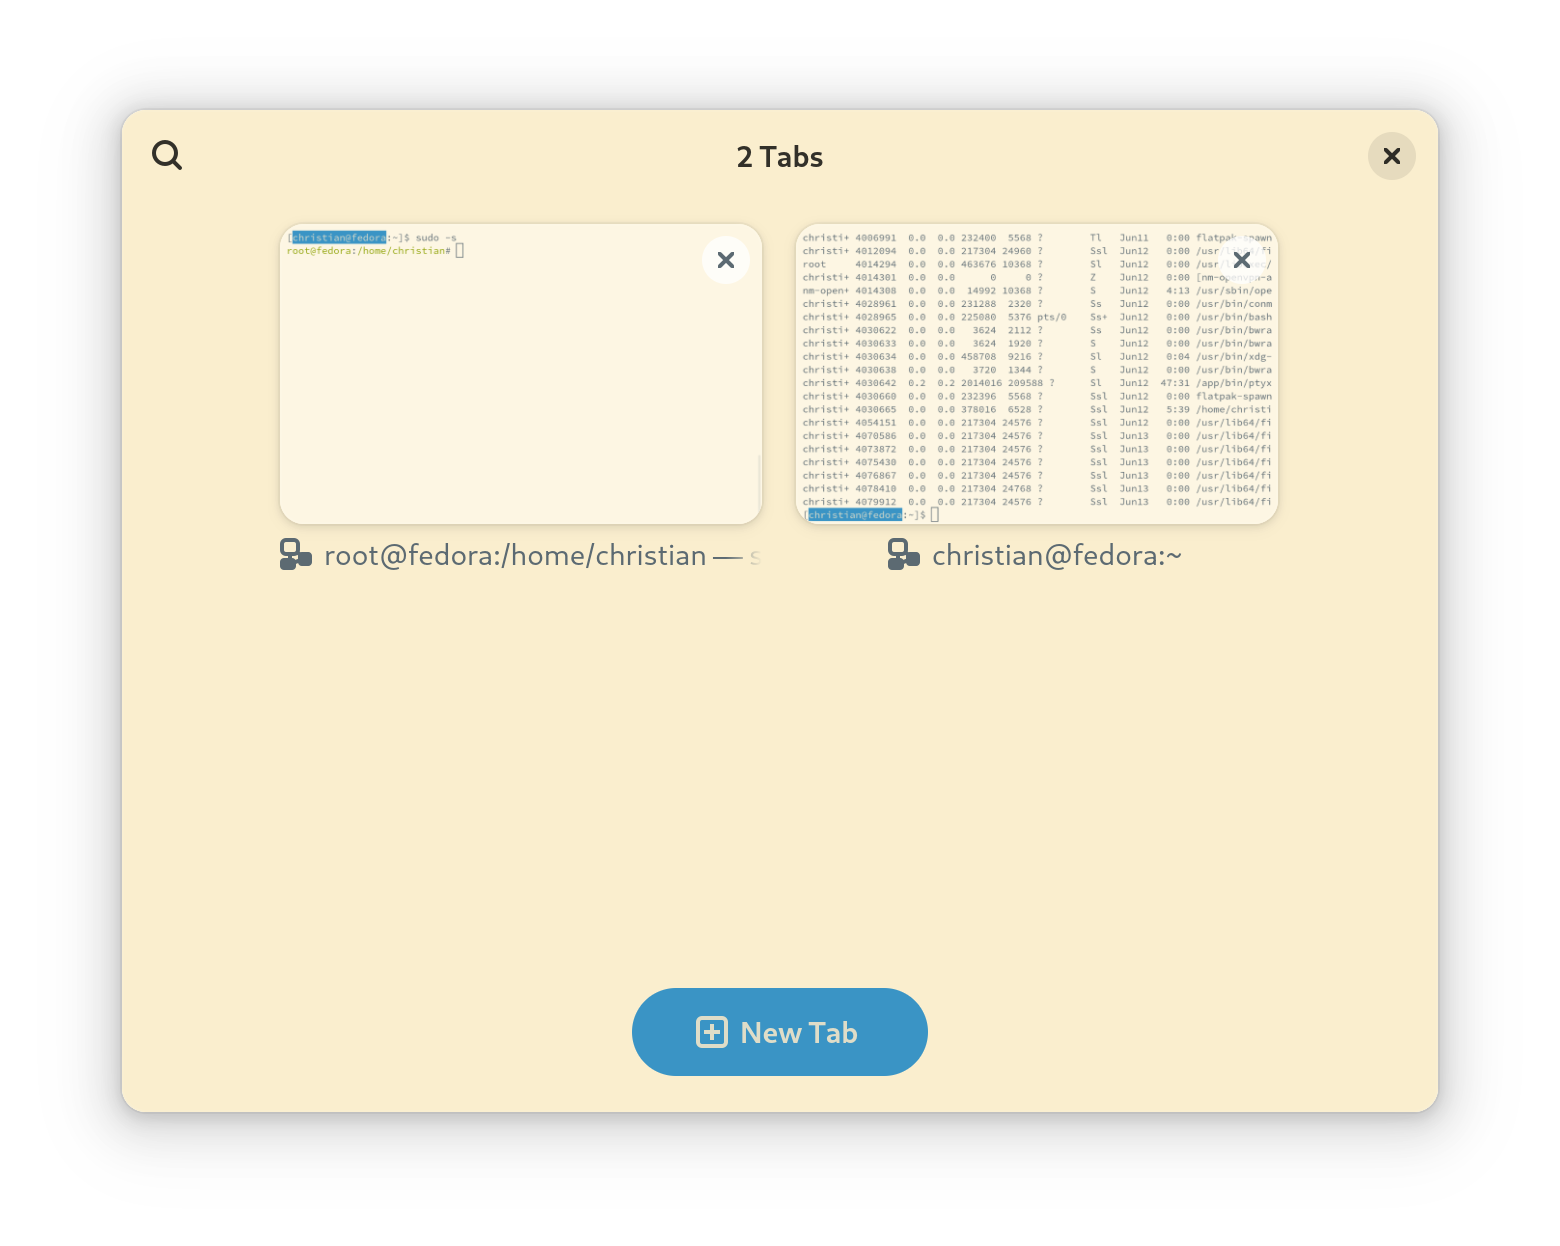 2 Tabs
[christian@fedora:~]$ sudo -s
root@fedora:/home/christian#
christi+ 4006991 0.0 0.0 232400 5568 ? Tl Jun11 0:00 flatpak-spawn
christi+ 4012094 0.0 0.0 217304 24960 ? Ssl Jun12 0:00 /usr/lib64/fi
root 4014294 0.0 0.0 463676 10368 ? Sl Jun12 0:00
christi+ 4014301 0.0 0.0 0 0 ? Z Jun12 0:00 [nm-openvpn-a
nm-open+ 4014308 0.0 0.0 14992 10368 ? S Jun12 4:13 /usr/sbin/ope
christi+ 4028961 0.0 0.0 231288 2320 ? Ss Jun12 0:00 /usr/bin/conm
christi+ 4028965 0.0 0.0 225080 5376 pts/0 Ss+ Jun12 0:00 /usr/bin/bash
christi+ 4030622 0.0 0.0 3624 2112 ? Ss Jun12 0:00 /usr/bin/bwra
christi+ 4030633 0.0 0.0 3624 1920 ? S Jun12 0:00 /usr/bin/bwra
christi+ 4030634 0.0 0.0 458708 9216 ? Sl Jun12 0:04 /usr/bin/xdg-
christi+ 4030638 0.0 0.0 3720 1344 ? S Jun12 0:00 /usr/bin/bwra
christi+ 4030642 0.2 0.2 2014016 209588 ? Sl Jun12 47:31 /app/bin/ptyx
christi+ 4030660 0.0 0.0 232396 5568 ? Ssl Jun12 0:00 flatpak-spawn
christi+ 4030665 0.0 0.0 378016 6528 ? Ssl Jun12 5:39 /home/christi
christi+ 4054151 0.0 0.0 217304 24576 ? Ssl Jun12 0:00 /usr/lib64/fi
christi+ 4070586 0.0 0.0 217304 24576 ? Ssl Jun13 0:00 /usr/lib64/fi
christi+ 4073872 0.0 0.0 217304 24576 ? Ssl Jun13 0:00 /usr/lib64/fi
christi+ 4075430 0.0 0.0 217304 24576 ? Ssl Jun13 0:00 /usr/lib64/fi
christi+ 4076867 0.0 0.0 217304 24576 ? Ssl Jun13 0:00 /usr/lib64/fi
christi+ 4078410 0.0 0.0 217304 24768 ? Ssl Jun13 0:00 /usr/lib64/fi
christi+ 4079912 0.0 0.0 217304 24576 ? Ssl Jun13 0:00 /usr/lib64/fi
[christian@fedora:~]$
root@fedora:/home/christian — s
christian@fedora:~
New Tab